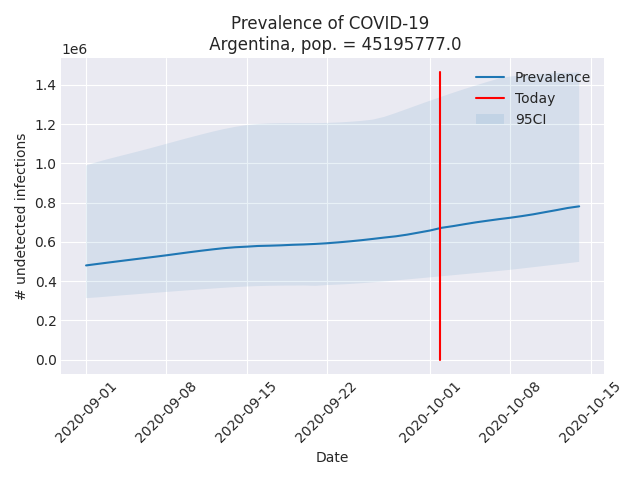 Prevalence of COVID-19
Argentina, pop. = 45195777.0
1e6
Prevalence
Today
95CI
1.4
1.2
1.0
0.8
0.6
0.4
0.2
0.0
# undetected infections
2020-09-01
2020-09-08
2020-09-15
2020-09-22
2020-10-01
2020-10-08
2020-10-15
Date